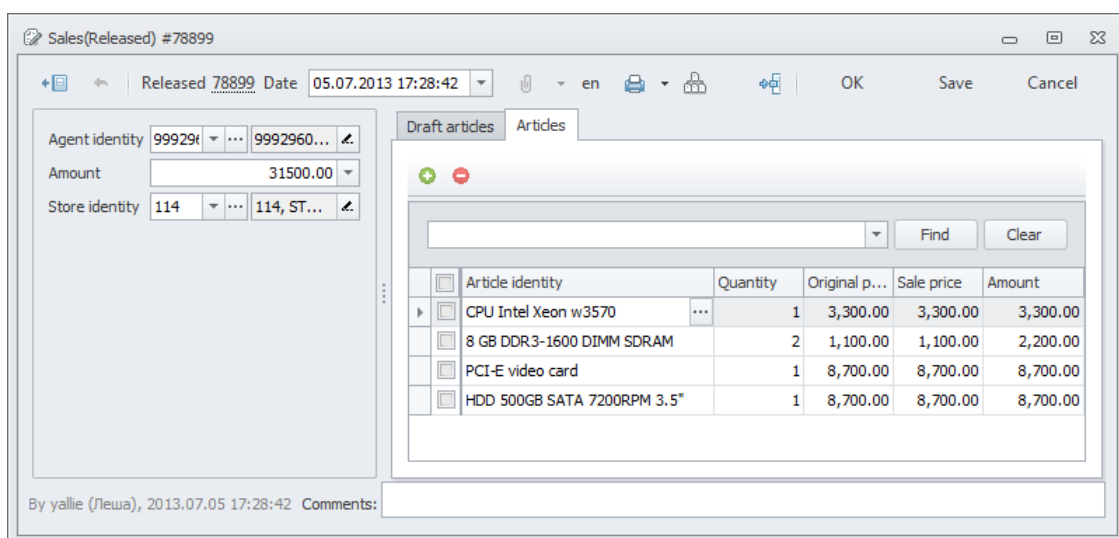 Sales(Released) #78899
Released 78899 Date 05.07.2013 17:28:42 en OK Save Cancel
Agent identity 99929 9992960...
Amount 31500.00
Store identity 114 114, ST...
Draft articles Articles
Find Clear
Article identity Quantity Original p... Sale price Amount
CPU Intel Xeon w3570 ... 1 3,300.00 3,300.00 3,300.00
8 GB DDR3-1600 DIMM SDRAM 2 1,100.00 1,100.00 2,200.00
PCI-E video card 1 8,700.00 8,700.00 8,700.00
HDD 500GB SATA 7200RPM 3.5" 1 8,700.00 8,700.00 8,700.00
By yallie (Леша), 2013.07.05 17:28:42 Comments: